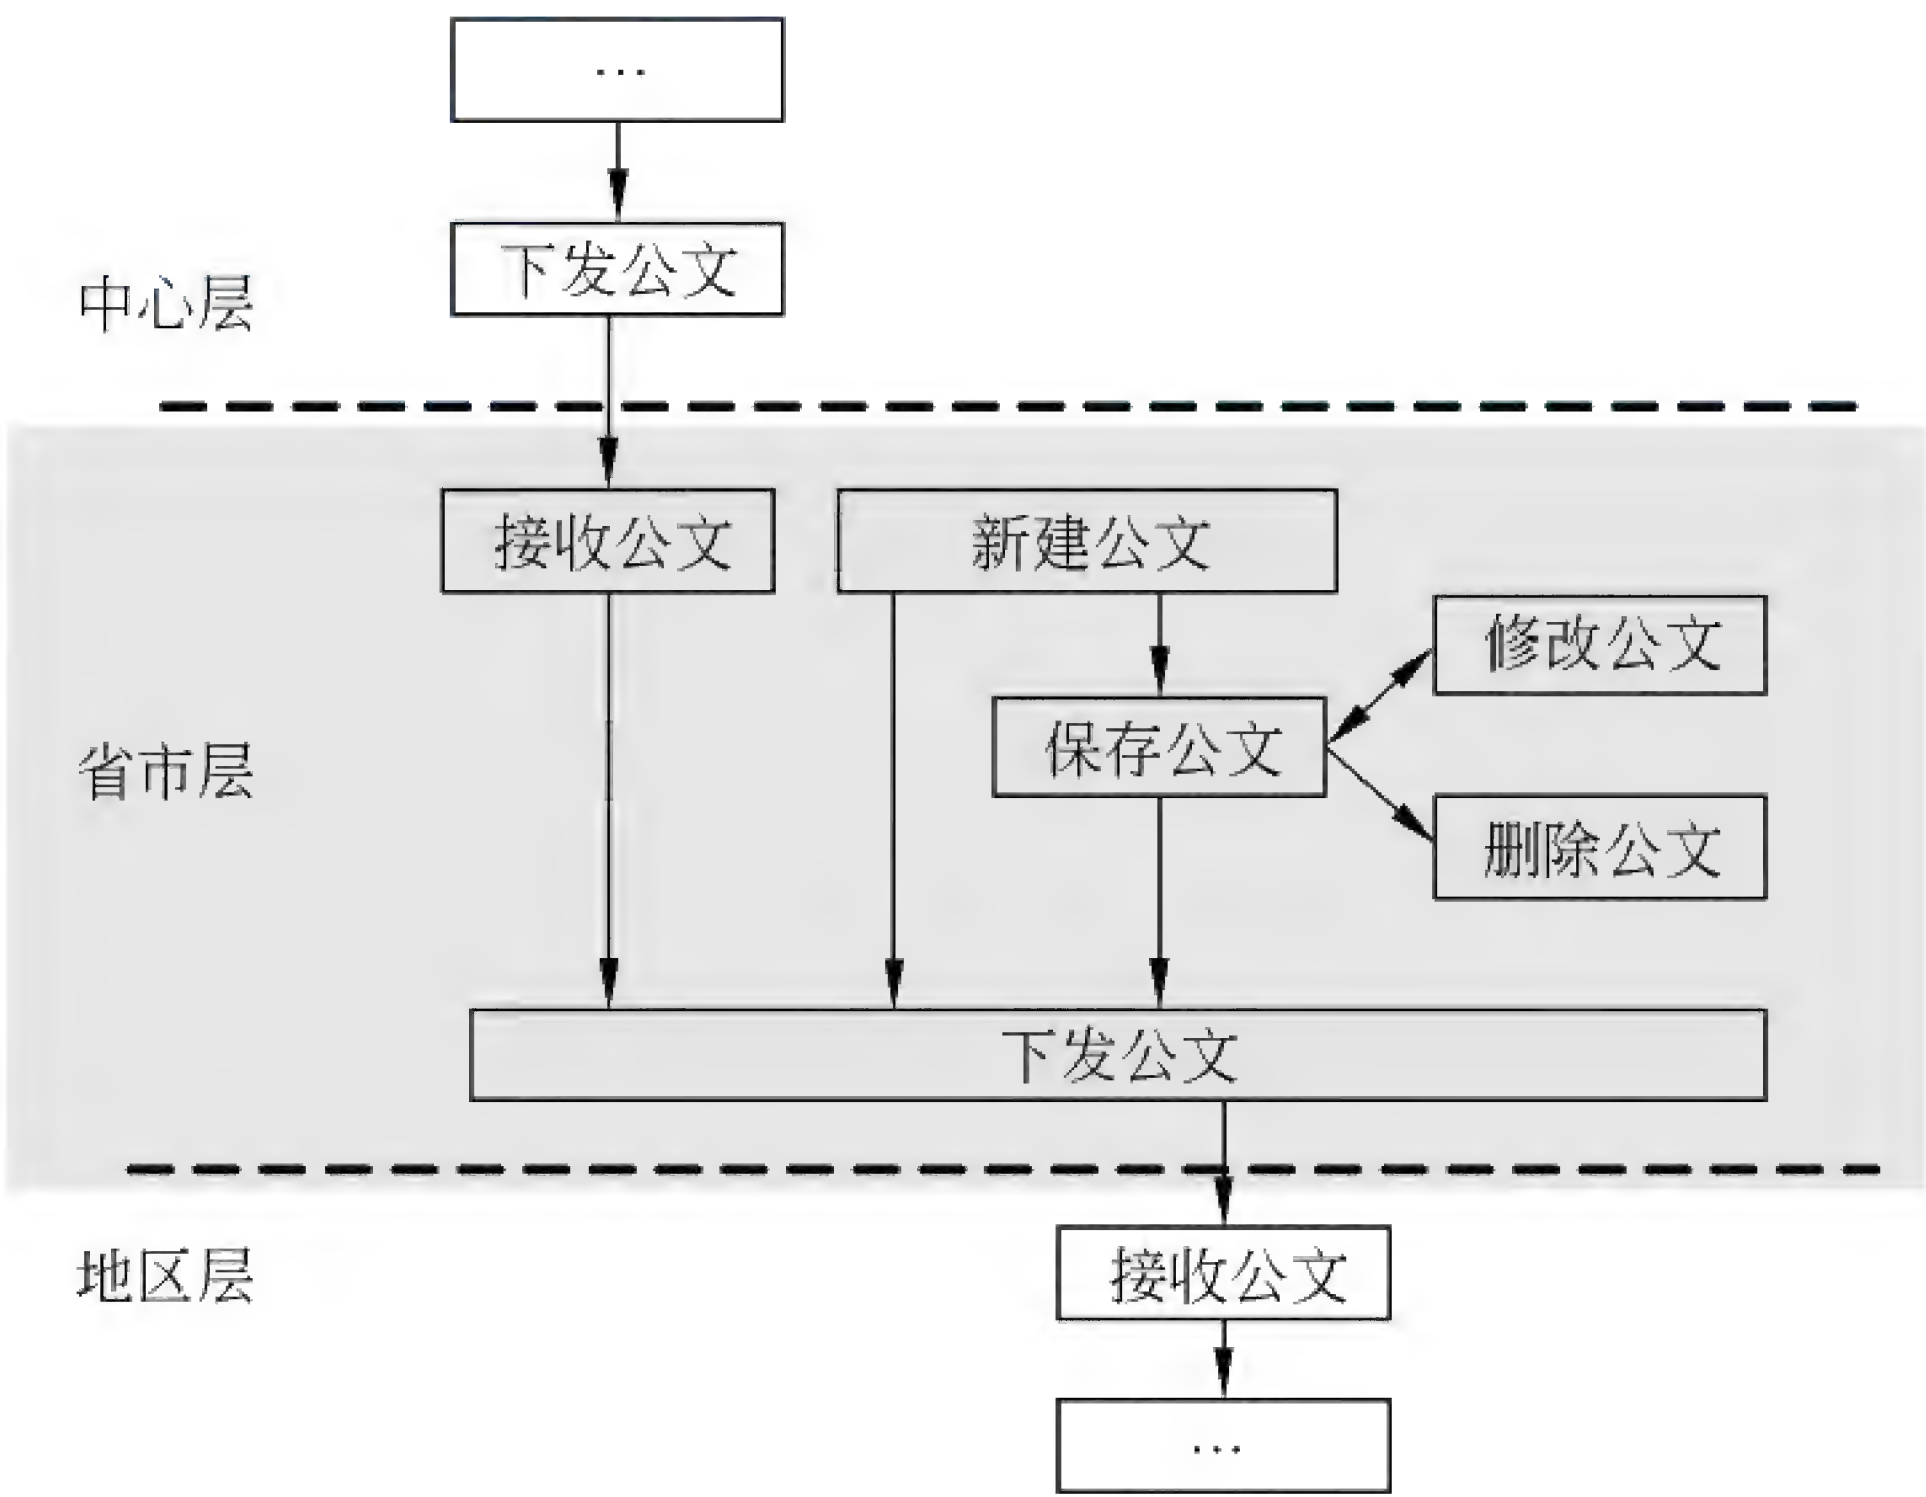 …
下发公文
中心层
接收公文
新建公文
修改公文
保存公文
省市层
删除公文
下发公文
地区层
接收公文
…